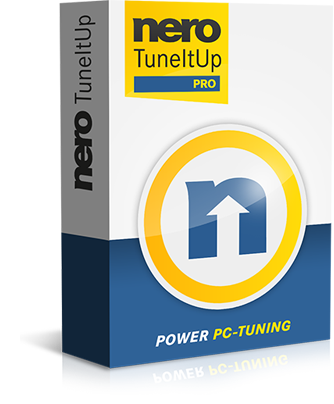 nero
TuneItUp
PRO
nero TuneItUp
n
POWER PC-TUNING